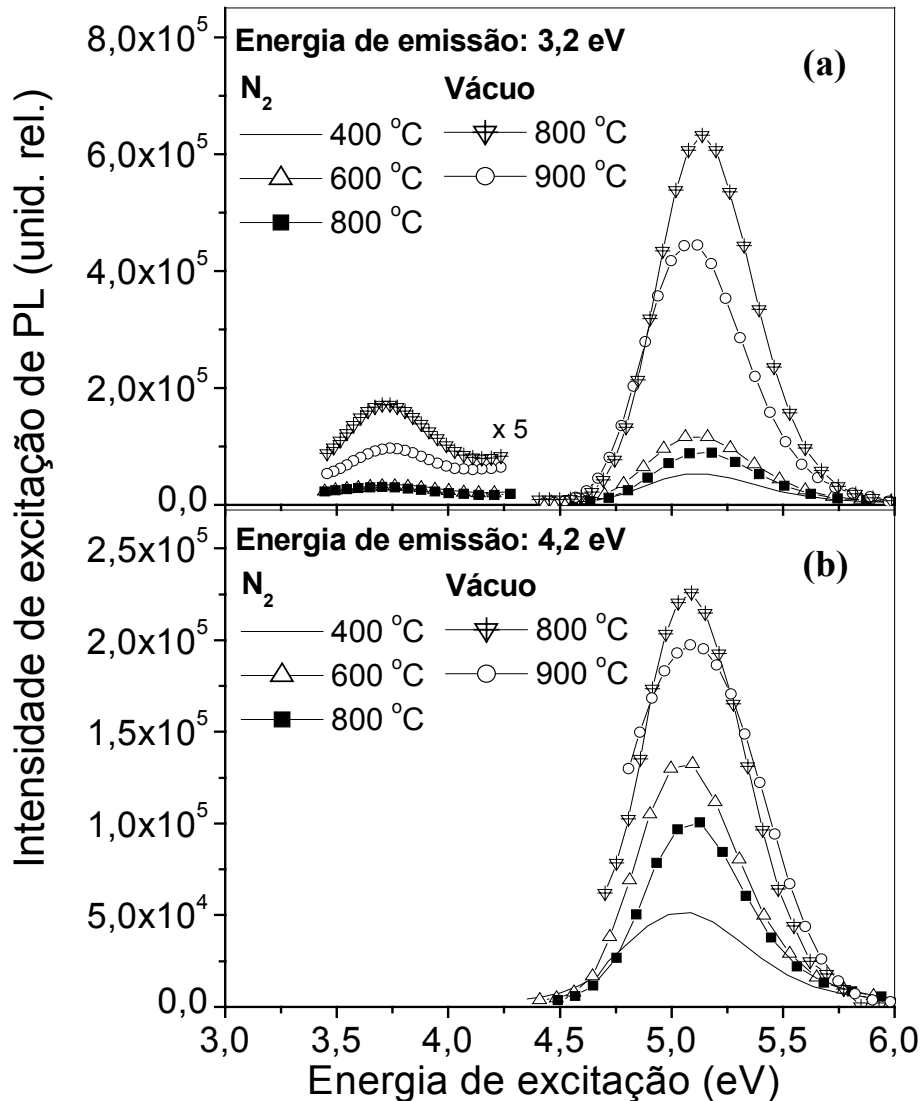 Intensidade de excitação de PL (unid. rel.)
8,0x10⁵
6,0x10⁵
4,0x10⁵
2,0x10⁵
0,0
Energia de emissão: 3,2 eV
(a)
N₂ Vácuo
400 °C 800 °C
600 °C 900 °C
800 °C
x 5
2,5x10⁵
2,0x10⁵
1,5x10⁵
1,0x10⁵
5,0x10⁴
0,0
Energia de emissão: 4,2 eV
(b)
N₂ Vácuo
400 °C 800 °C
600 °C 900 °C
800 °C
3,0 3,5 4,0 4,5 5,0 5,5 6,0
Energia de excitação (eV)